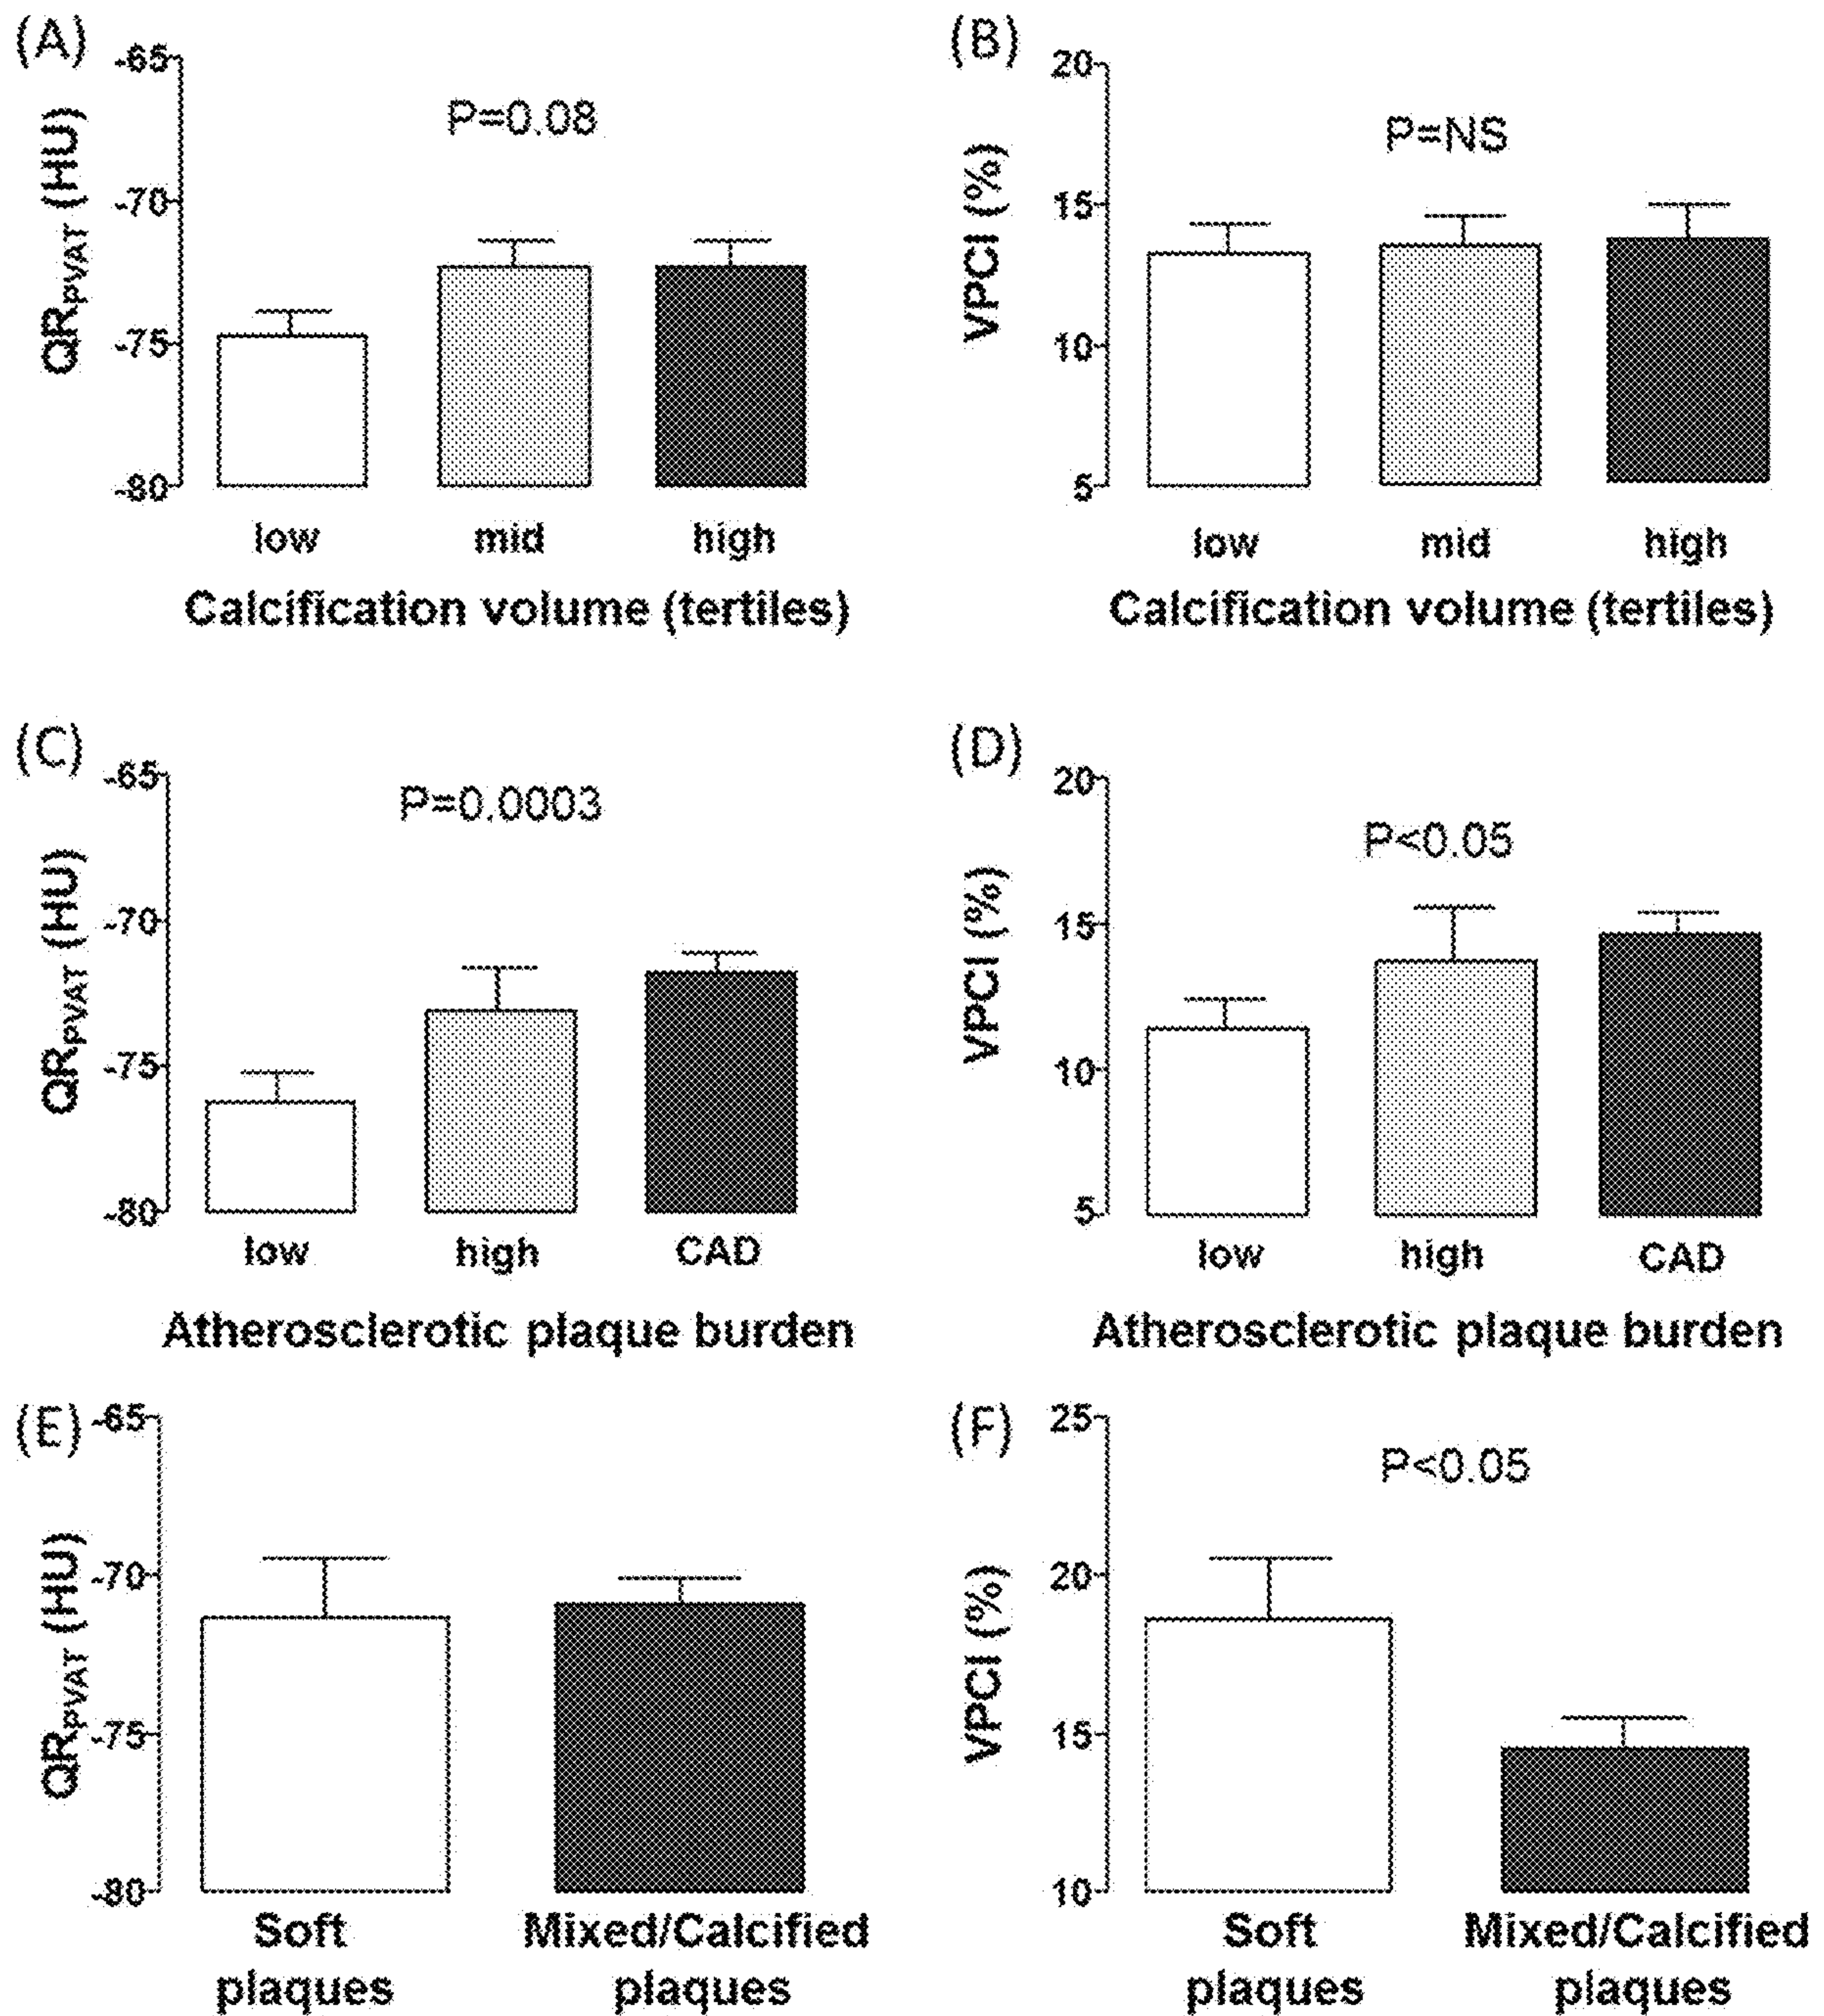 (A)
QRPVAT (HU)
-65
-70
-75
-80
P=0.08
low mid high
Calcification volume (tertiles)
(B)
VPCI (%)
20
15
10
5
P=NS
low mid high
Calcification volume (tertiles)
(C)
QRPVAT (HU)
-65
-70
-75
-80
P=0.0003
low high CAD
Atherosclerotic plaque burden
(D)
VPCI (%)
20
15
10
5
P<0.05
low high CAD
Atherosclerotic plaque burden
(E)
QRPVAT (HU)
-65
-70
-75
-80
Soft Mixed/Calcified
plaques plaques
(F)
VPCI (%)
25
20
15
10
P<0.05
Soft Mixed/Calcified
plaques plaques